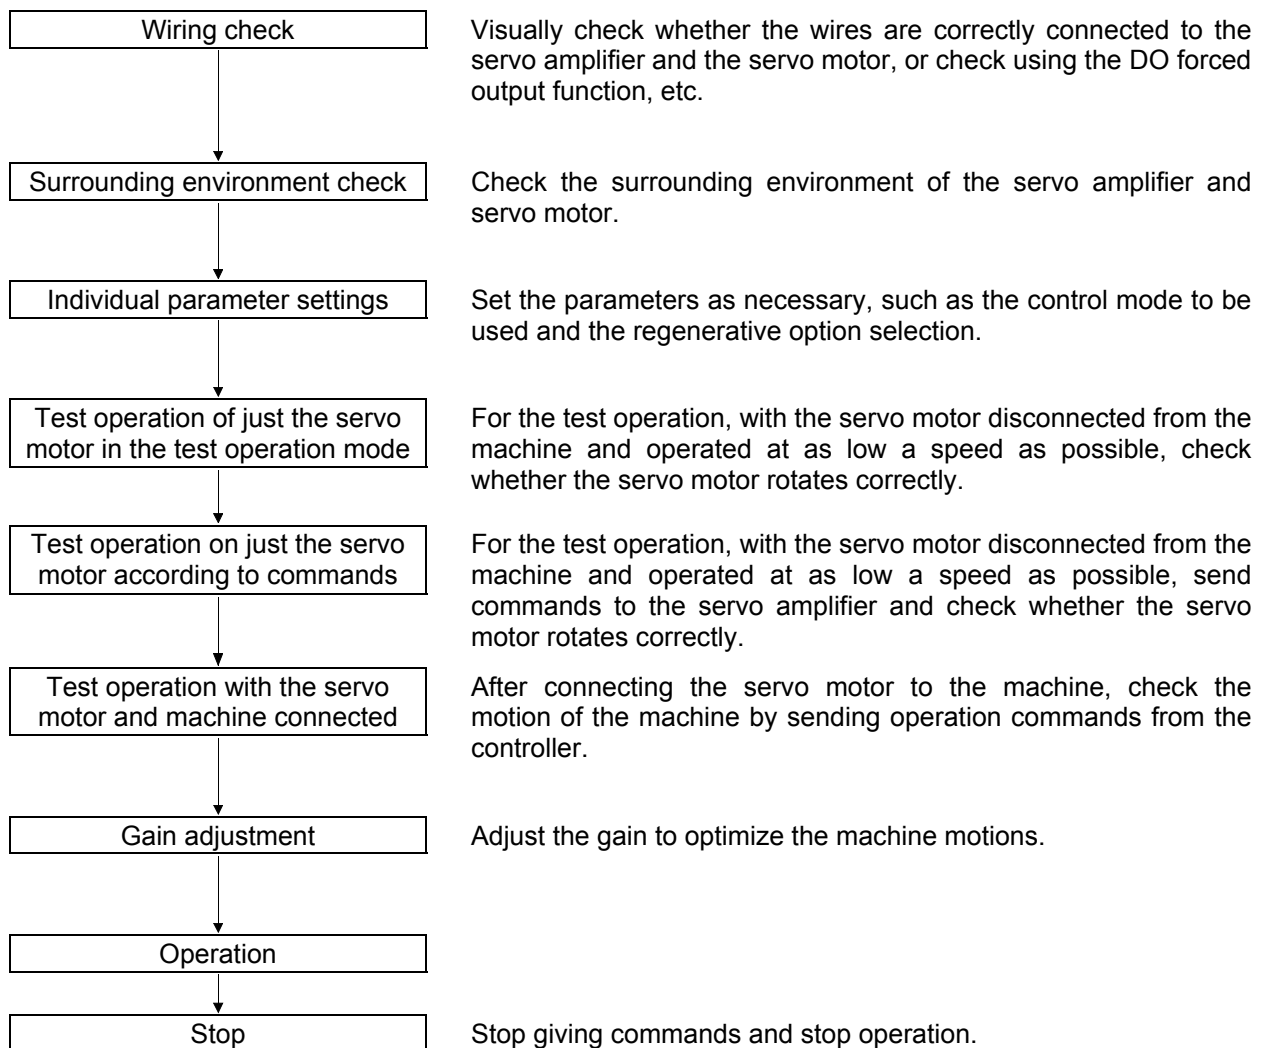 Wiring check
Visually check whether the wires are correctly connected to the
servo amplifier and the servo motor, or check using the DO forced
output function, etc.
Surrounding environment check
Check the surrounding environment of the servo amplifier and
servo motor.
Individual parameter settings
Set the parameters as necessary, such as the control mode to be
used and the regenerative option selection.
Test operation of just the servo
motor in the test operation mode
For the test operation, with the servo motor disconnected from the
machine and operated at as low a speed as possible, check
whether the servo motor rotates correctly.
Test operation on just the servo
motor according to commands
For the test operation, with the servo motor disconnected from the
machine and operated at as low a speed as possible, send
commands to the servo amplifier and check whether the servo
motor rotates correctly.
Test operation with the servo
motor and machine connected
After connecting the servo motor to the machine, check the
motion of the machine by sending operation commands from the
controller.
Gain adjustment
Adjust the gain to optimize the machine motions.
Operation
Stop
Stop giving commands and stop operation.